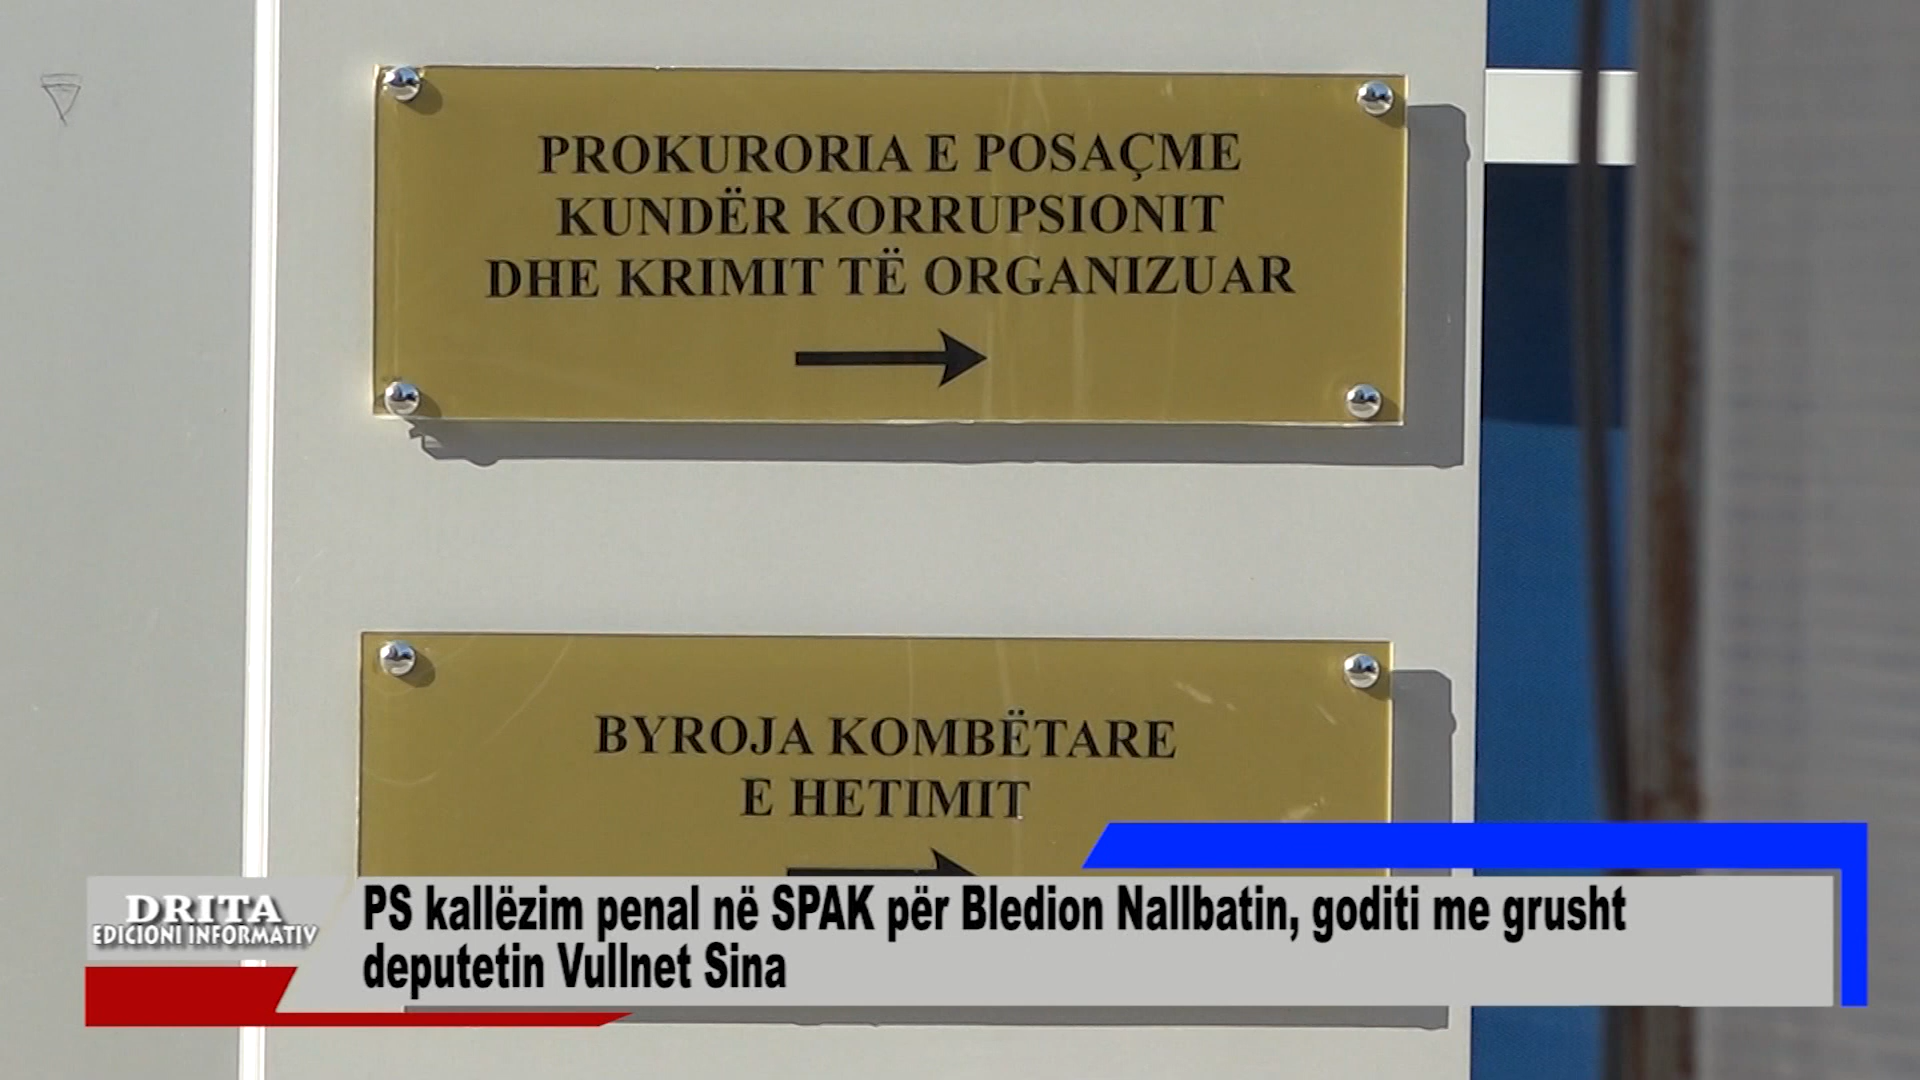 PROKURORIA E POSAÇME
KUNDËR KORRUPSIONIT
DHE KRIMIT TË ORGANIZUAR
BYROJA KOMBËTARE
E HETIMIT
DRITA
EDICIONI INFORMATIV
PS kallëzim penal në SPAK për Bledion Nallbatin, goditi me grusht
deputetin Vullnet Sina